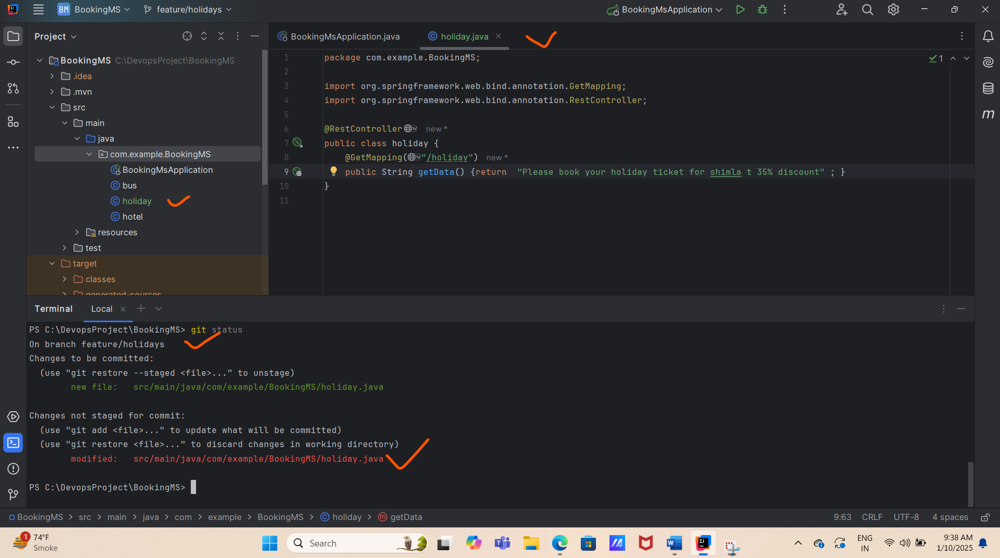 BM BookingMS feature/holidays BookingMsApplication
Project
BookingMS C:\DevopsProject\BookingMS
.idea
.mvn
src
main
java
com.example.BookingMS
BookingMsApplication
bus
holiday
hotel
resources
test
target
classes
generated-sources
BookingMsApplication.java holiday.java
1
1 package com.example.BookingMS;
2
3 import org.springframework.web.bind.annotation.GetMapping;
4 import org.springframework.web.bind.annotation.RestController;
5
6 @RestController new *
7 public class holiday {
8 @GetMapping("/holiday") new *
9 public String getData() {return "Please book your holiday ticket for shimla t 35% discount" ; }
10 }
11
m
Terminal Local
PS C:\DevopsProject\BookingMS> git status
On branch feature/holidays
Changes to be committed:
(use "git restore --staged <file>..." to unstage)
new file: src/main/java/com/example/BookingMS/holiday.java
Changes not staged for commit:
(use "git add <file>..." to update what will be committed)
(use "git restore <file>..." to discard changes in working directory)
modified: src/main/java/com/example/BookingMS/holiday.java
PS C:\DevopsProject\BookingMS>
BookingMS > src > main > java > com > example > BookingMS > holiday > getData 9:63 CRLF UTF-8 4 spaces
1 74°F
Smoke
Search
ENG
IN
9:38 AM
1/10/2025